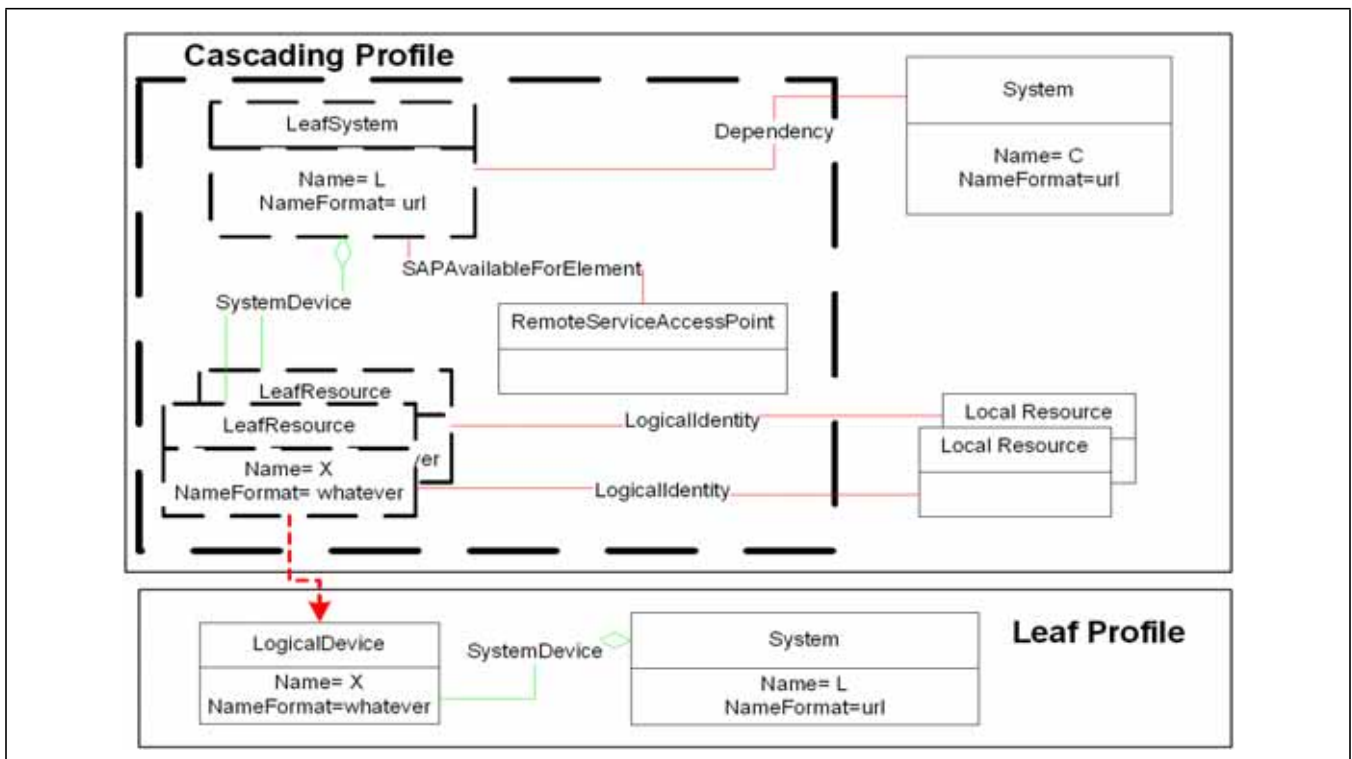 Cascading Profile
LeafSystem
Name= L
NameFormat= url
Dependency
System
Name= C
NameFormat=url
SAPAvailableForElement
SystemDevice
RemoteServiceAccessPoint
LeafResource
LeafResource
Name= X
NameFormat= whatever
LogicalIdentity
LogicalIdentity
Local Resource
Local Resource
Leaf Profile
LogicalDevice
Name= X
NameFormat=whatever
SystemDevice
System
Name= L
NameFormat=url